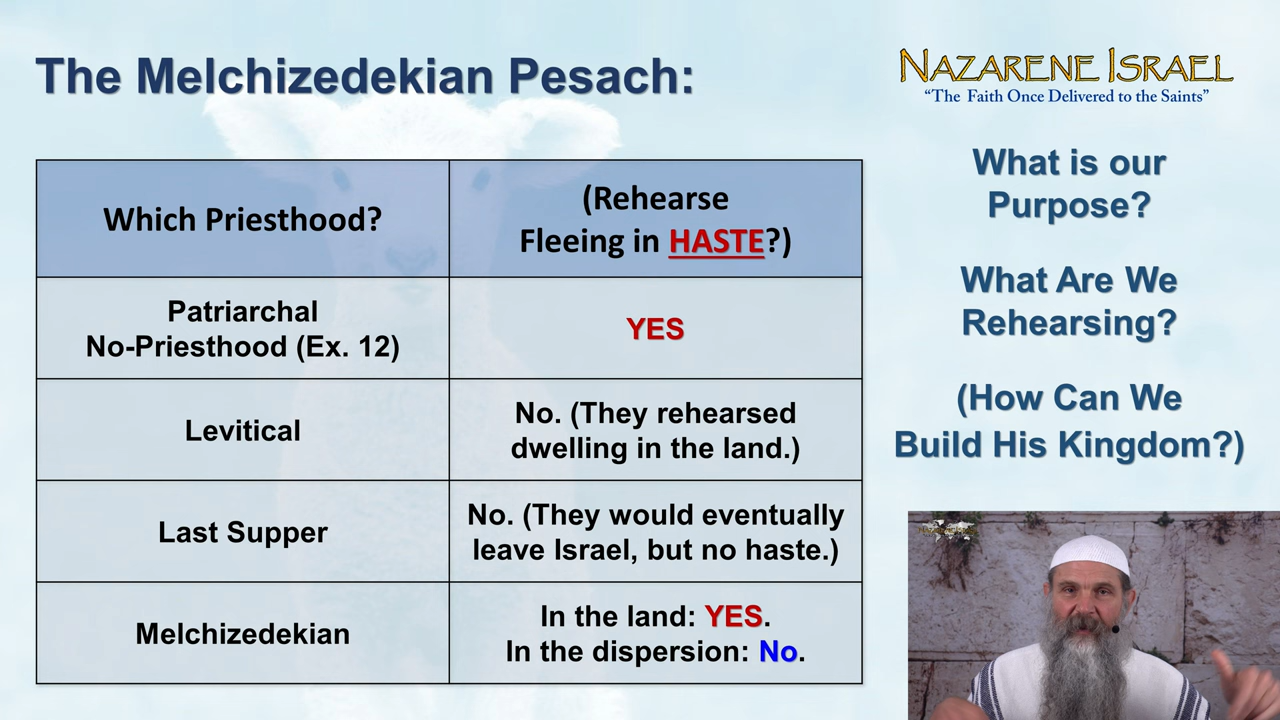 The Melchizedekian Pesach:
NAZARENE ISRAEL
“The Faith Once Delivered to the Saints”
Which Priesthood?
(Rehearse
Fleeing in HASTE?)
Patriarchal
No-Priesthood (Ex. 12)
YES
Levitical
No. (They rehearsed
dwelling in the land.)
Last Supper
No. (They would eventually
leave Israel, but no haste.)
Melchizedekian
In the land: YES.
In the dispersion: No.
What is our
Purpose?
What Are We
Rehearsing?
(How Can We
Build His Kingdom?)